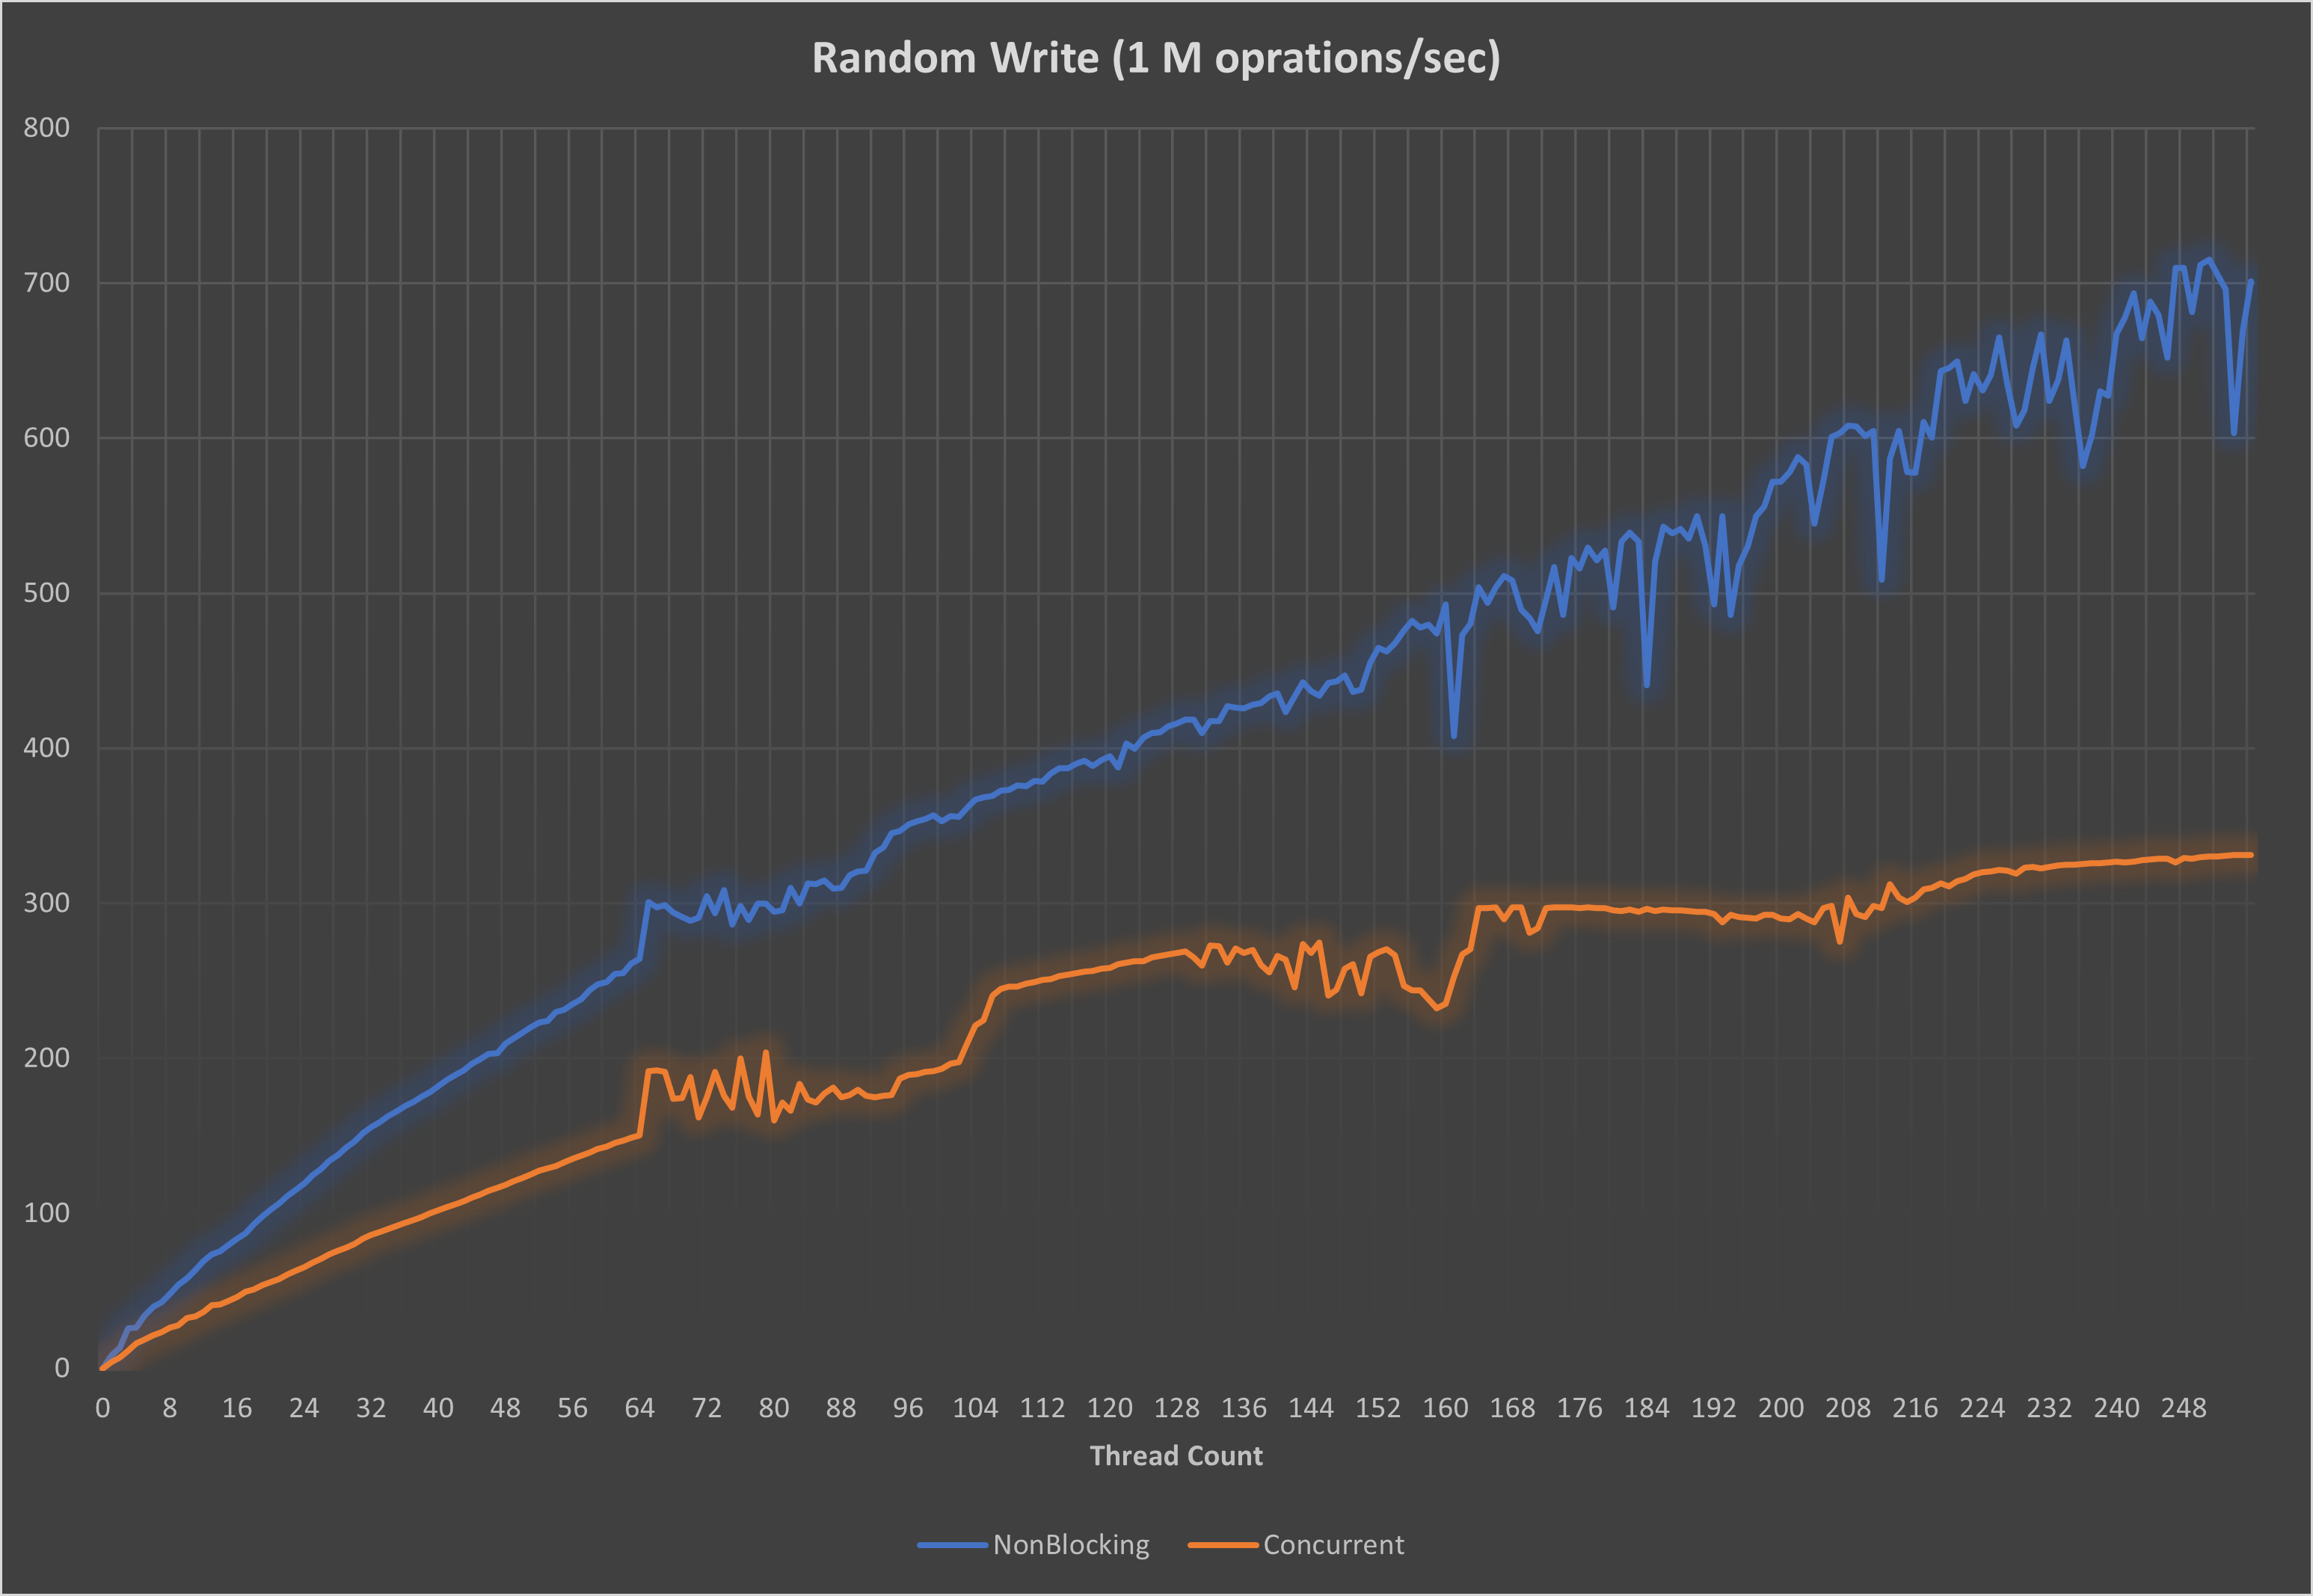 Random Write (1 M oprations/sec)
800
700
600
500
400
300
200
100
0
0 8 16 24 32 40 48 56 64 72 80 88 96 104 112 120 128 136 144 152 160 168 176 184 192 200 208 216 224 232 240 248
Thread Count
NonBlocking Concurrent